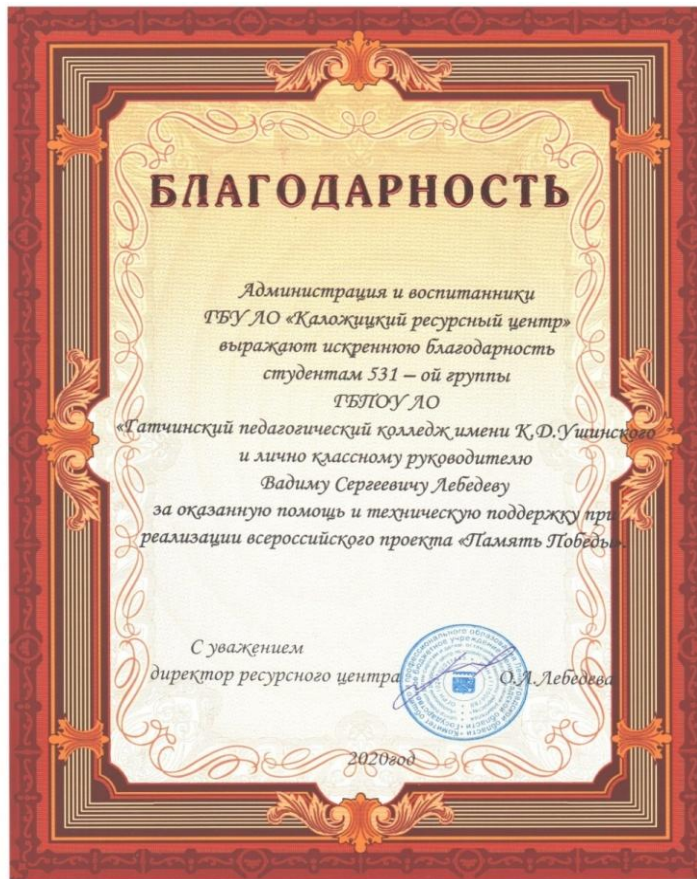 БЛАГОДАРНОСТЬ
Администрация и воспитанники
ГБУ ЛО «Каложицкий ресурсный центр»
выражают искреннюю благодарность
студентам 531 – ой группы
ГБПОУ ЛО
«Гатчинский педагогический колледж имени К.Д.Ушинского
и лично классному руководителю
Вадиму Сергеевичу Лебедеву
за оказанную помощь и техническую поддержку при
реализации всероссийского проекта «Память Победы».
С уважением
директор ресурсного центра О.Л.Лебедева
2020год